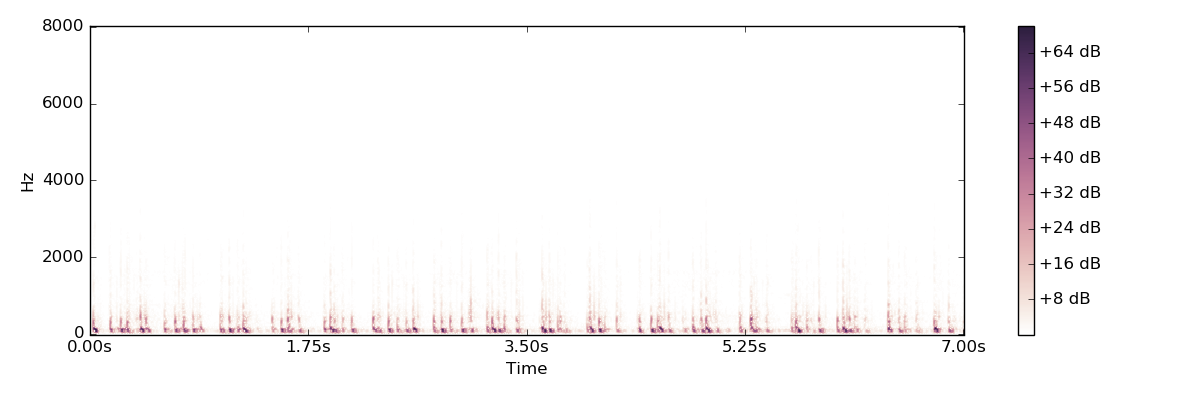 8000
6000
4000
2000
0
Hz
0.00s
1.75s
3.50s
5.25s
7.00s
Time
+64 dB
+56 dB
+48 dB
+40 dB
+32 dB
+24 dB
+16 dB
+8 dB